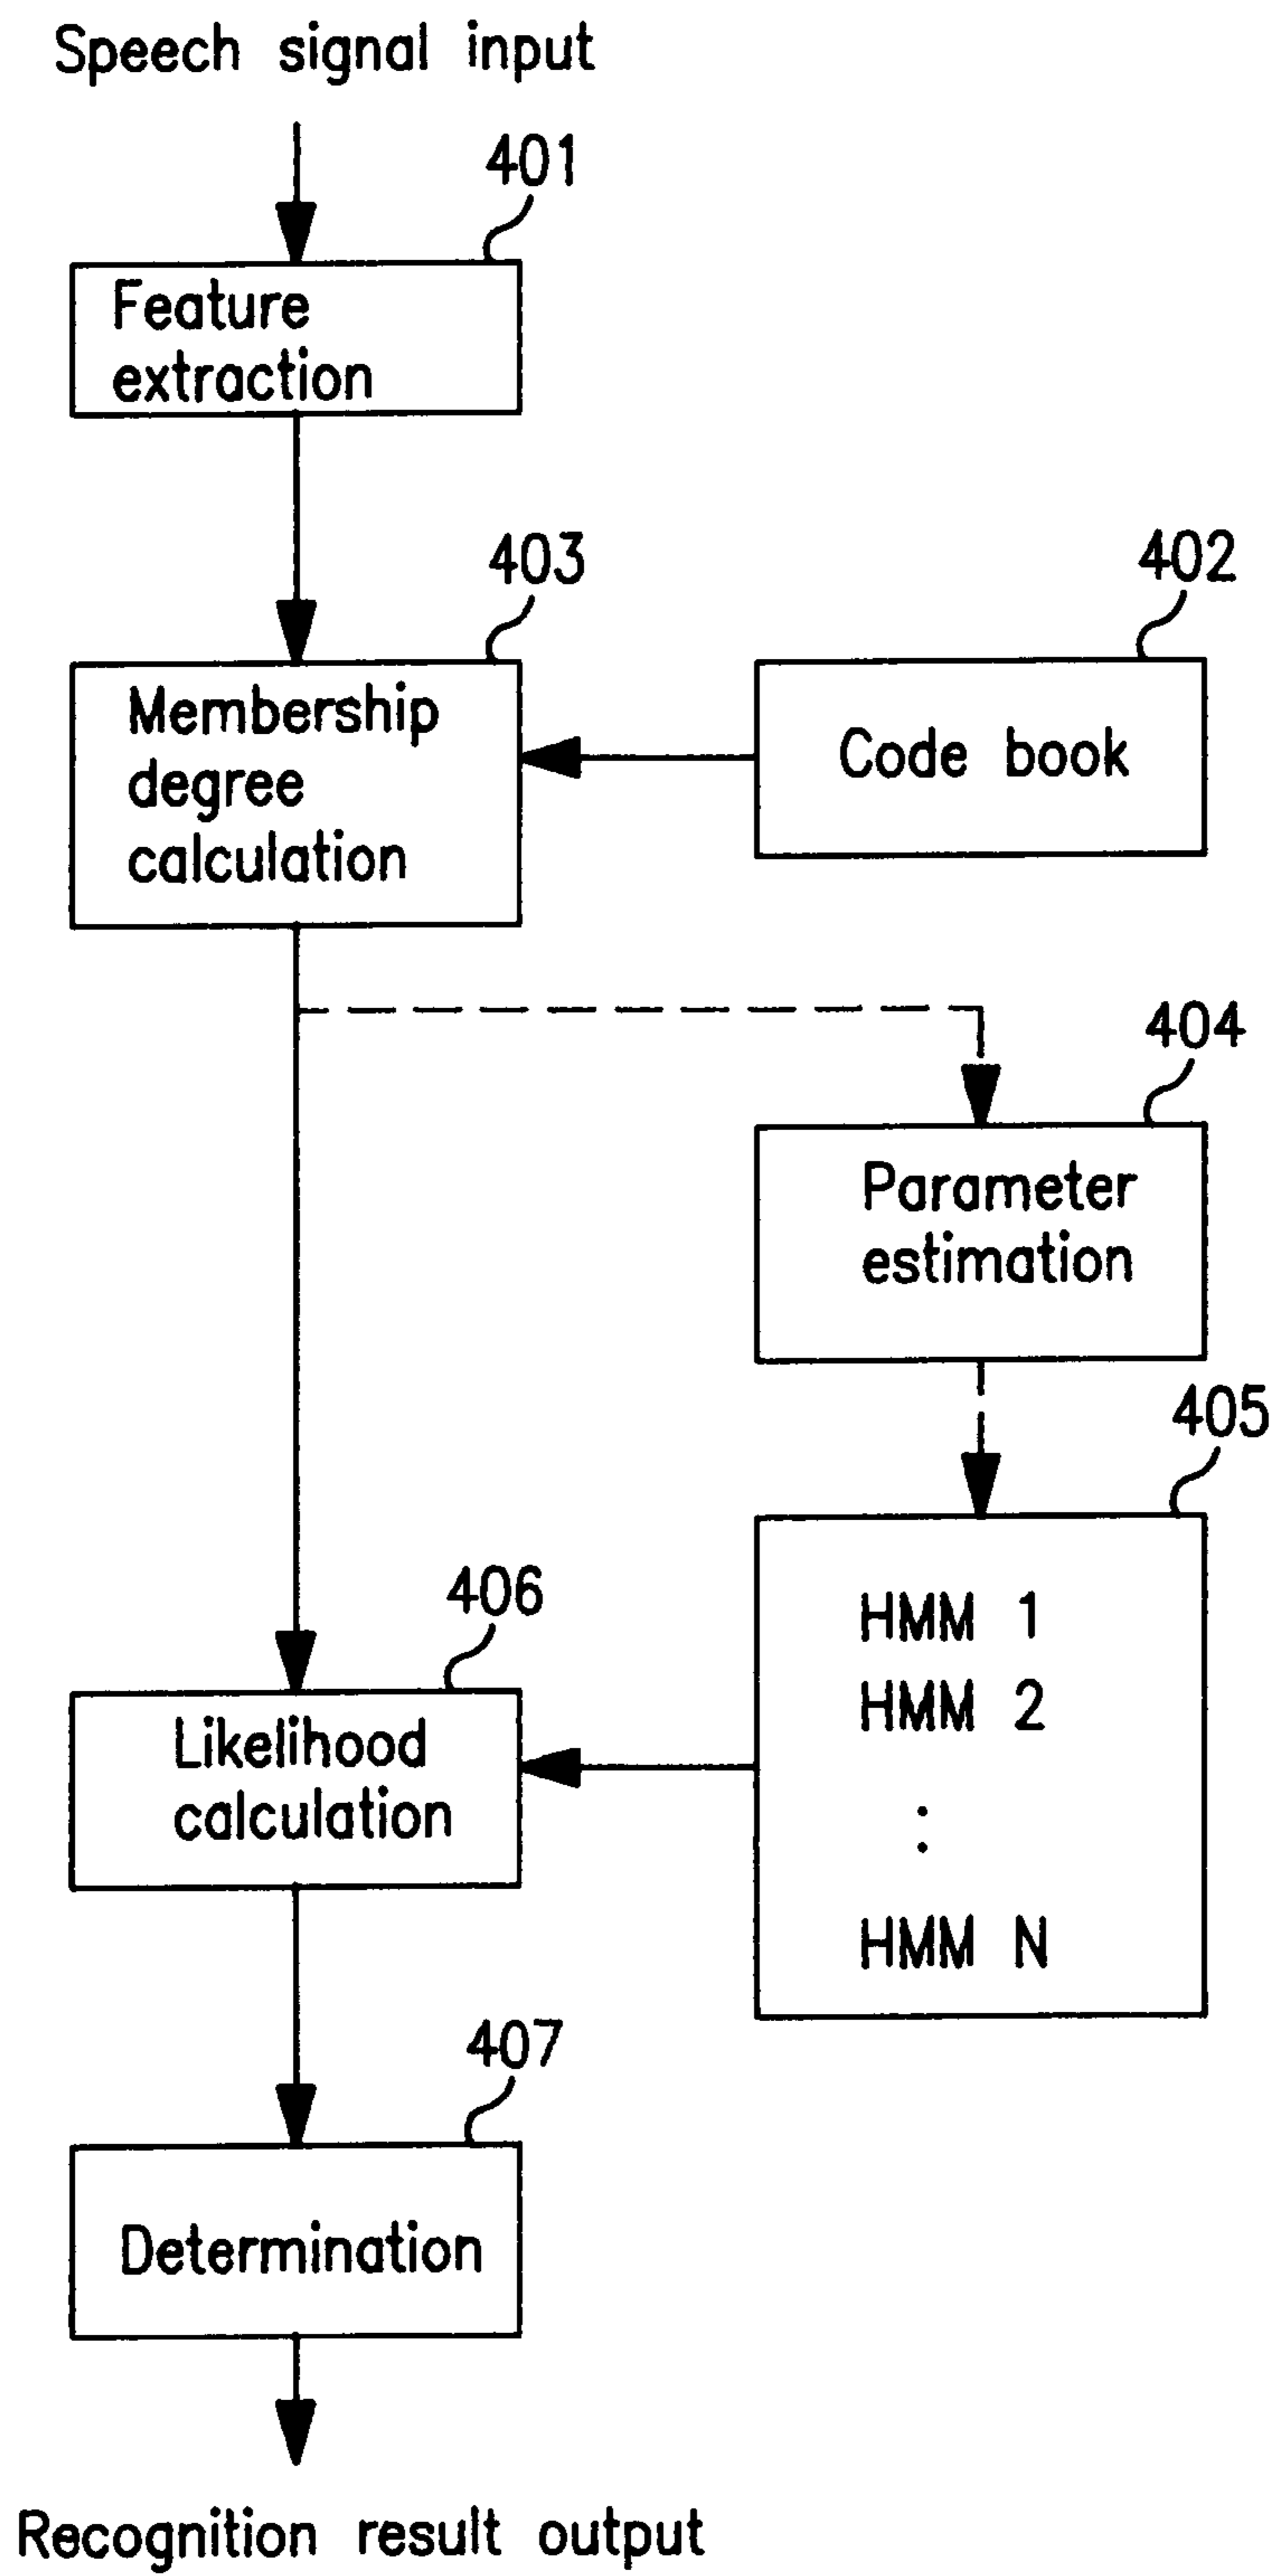 Speech signal input
401
Feature
extraction
403
402
Membership
degree
calculation
Code book
404
Parameter
estimation
405
HMM 1
HMM 2
:
HMM N
406
Likelihood
calculation
407
Determination
Recognition result output